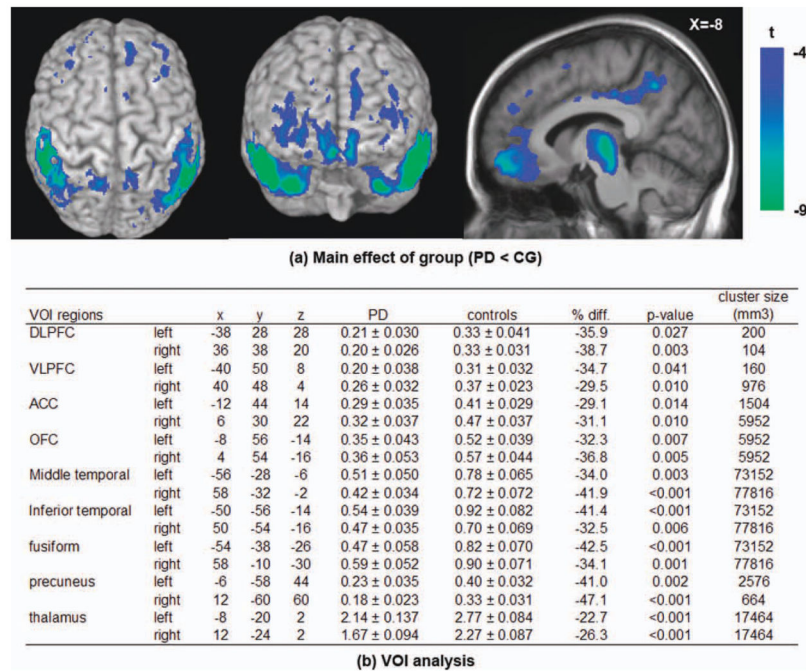 X=-8
t
-4
-9
(a) Main effect of group (PD < CG)
cluster size
VOI regions x y z PD controls % diff. p-value (mm3)
DLPFC left -38 28 28 0.21 ± 0.030 0.33 ± 0.041 -35.9 0.027 200
right 36 38 20 0.20 ± 0.026 0.33 ± 0.031 -38.7 0.003 104
VLPFC left -40 50 8 0.20 ± 0.038 0.31 ± 0.032 -34.7 0.041 160
right 40 48 4 0.26 ± 0.032 0.37 ± 0.023 -29.5 0.010 976
ACC left -12 44 14 0.29 ± 0.035 0.41 ± 0.029 -29.1 0.014 1504
right 6 30 22 0.32 ± 0.037 0.47 ± 0.037 -31.1 0.010 5952
OFC left -8 56 -14 0.35 ± 0.043 0.52 ± 0.039 -32.3 0.007 5952
right 4 54 -16 0.36 ± 0.053 0.57 ± 0.044 -36.8 0.005 5952
Middle temporal left -56 -28 -6 0.51 ± 0.050 0.78 ± 0.065 -34.0 0.003 73152
right 58 -32 -2 0.42 ± 0.034 0.72 ± 0.072 -41.9 <0.001 77816
Inferior temporal left -50 -56 -14 0.54 ± 0.039 0.92 ± 0.082 -41.4 <0.001 73152
right 50 -54 -16 0.47 ± 0.035 0.70 ± 0.069 -32.5 0.006 77816
fusiform left -54 -38 -26 0.47 ± 0.058 0.82 ± 0.070 -42.5 <0.001 73152
right 58 -10 -30 0.59 ± 0.052 0.90 ± 0.071 -34.1 0.001 77816
precuneus left -6 -58 44 0.23 ± 0.035 0.40 ± 0.032 -41.0 0.002 2576
right 12 -60 60 0.18 ± 0.023 0.33 ± 0.031 -47.1 <0.001 664
thalamus left -8 -20 2 2.14 ± 0.137 2.77 ± 0.084 -22.7 <0.001 17464
right 12 -24 2 1.67 ± 0.094 2.27 ± 0.087 -26.3 <0.001 17464
(b) VOI analysis